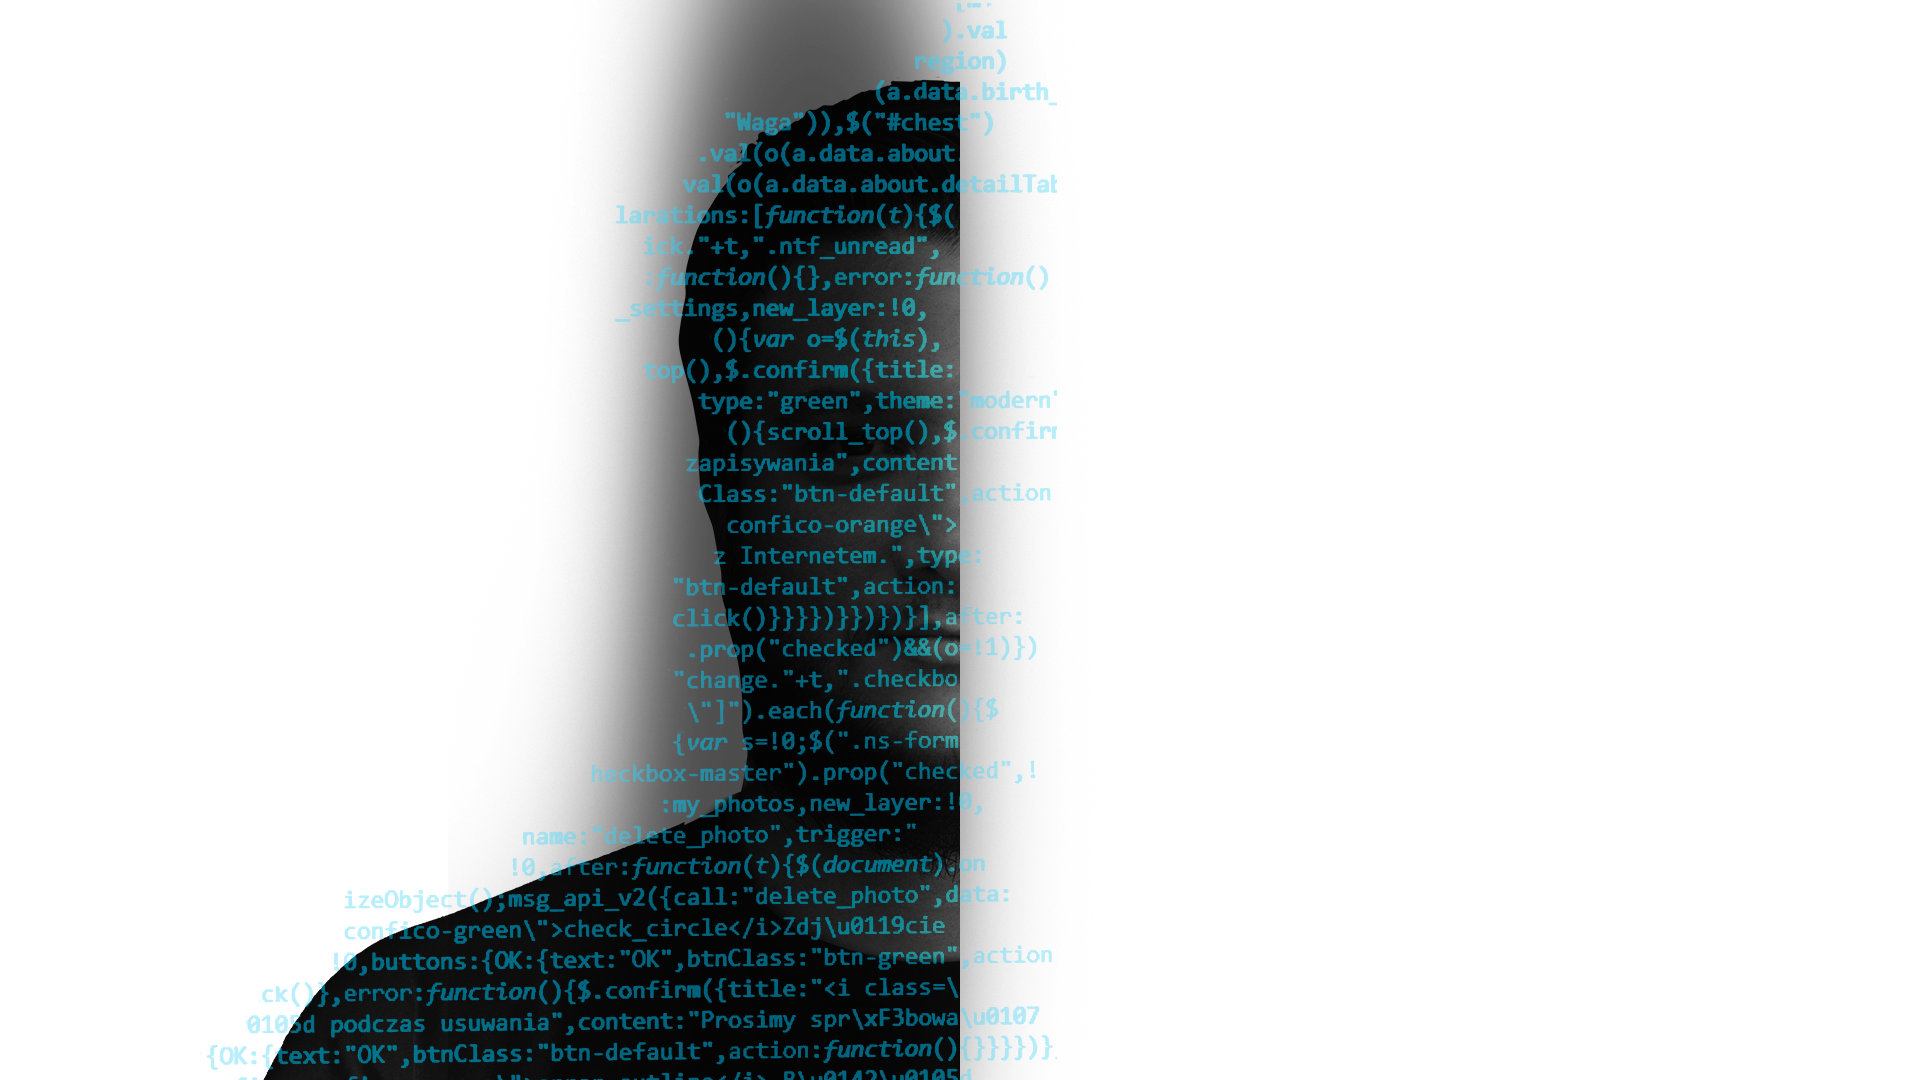 ).val
region)
(a.data.birth_
"Waga")),$("#chest")
.val(o(a.data.about.
val(o(a.data.about.detailTab
larations:[function(t){$(
ick."+t,".ntf_unread",
:function(){},error:function()
_settings,new_layer:!0,
(){var o=$(this),
top(),$.confirm({title:
type:"green",theme:"modern"
(){scroll_top(),$.confirm
zapisywania",content
Class:"btn-default",action
confico-orange\">
z Internetem.",type:
"btn-default",action:
click()}}}})}})})}],after:
.prop("checked")&&(o=!1)})
"change."+t,".checkbo
\"]").each(function(){$
{var s=!0;$(".ns-form
heckbox-master").prop("checked",!
:my_photos,new_layer:!0,
name:"delete_photo",trigger:"
!0,after:function(t){$(document).on
izeObject();msg_api_v2({call:"delete_photo",data:
confico-green\">check_circle</i>Zdj\u0119cie
!0,buttons:{OK:{text:"OK",btnClass:"btn-green",action
ck()},error:function(){$.confirm({title:"<i class=\
0105d podczas usuwania",content:"Prosimy spr\xF3bowa\u0107
{OK:{text:"OK",btnClass:"btn-default",action:function(){}}}})}